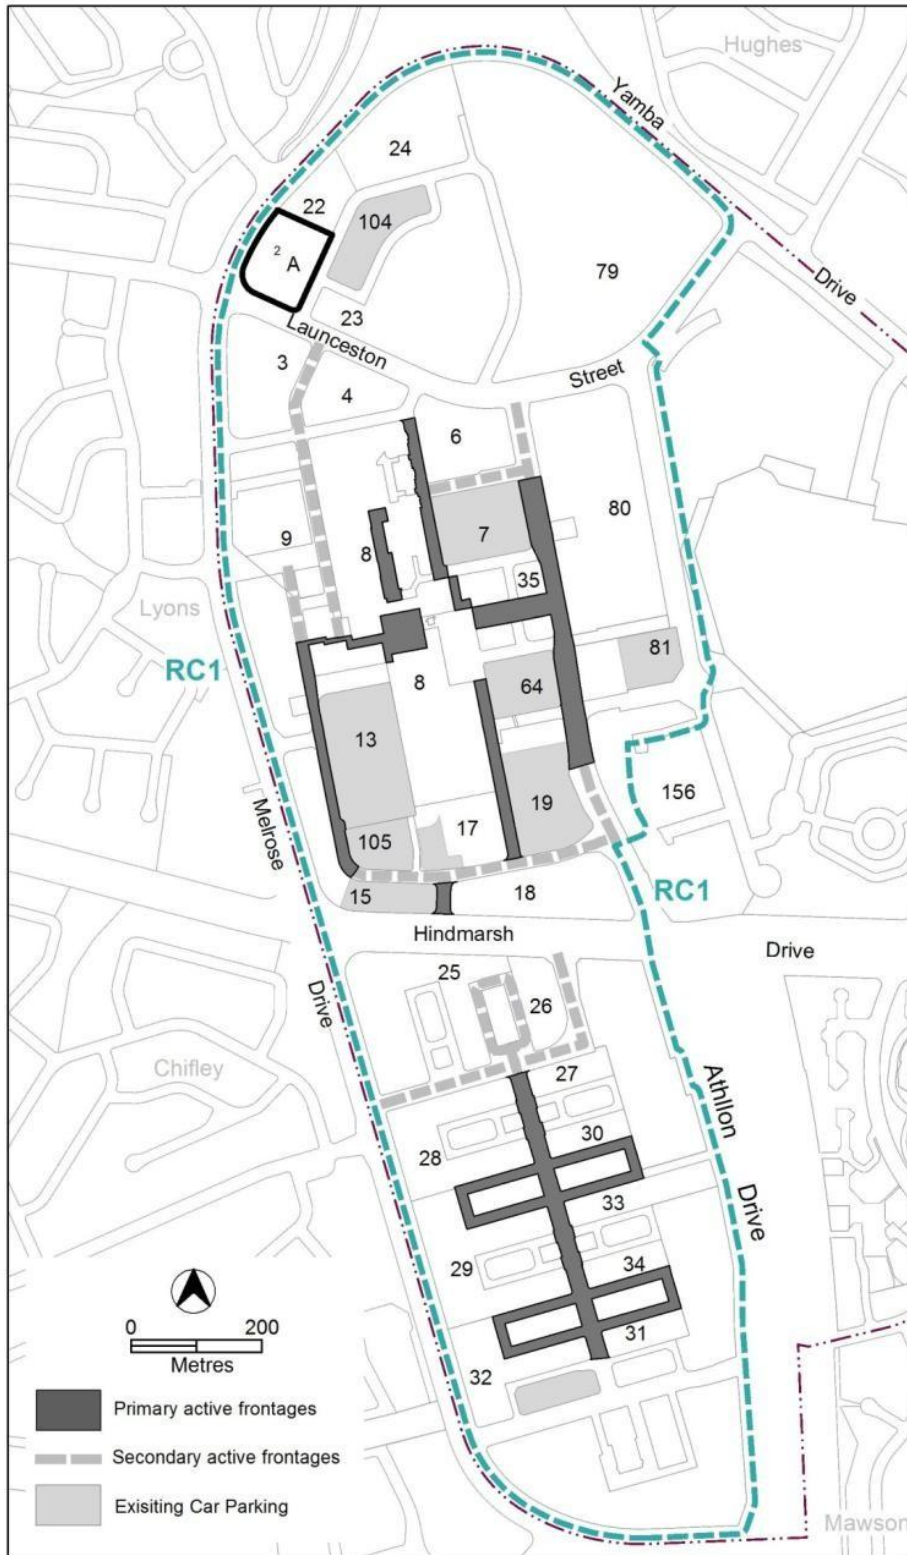 Hughes
Yamba
24
22
104
2
A
79
Drive
23
Launceston
3
Street
4
6
80
7
9
8
35
Lyons
81
RC1
8
64
13
156
19
Melrose
17
105
15
18
RC1
Hindmarsh
Drive
25
26
Drive
Chifley
27
Athllon
30
28
33
Drive
29
34
0 200
31
Metres
32
Primary active frontages
Secondary active frontages
Exisiting Car Parking
Mawson